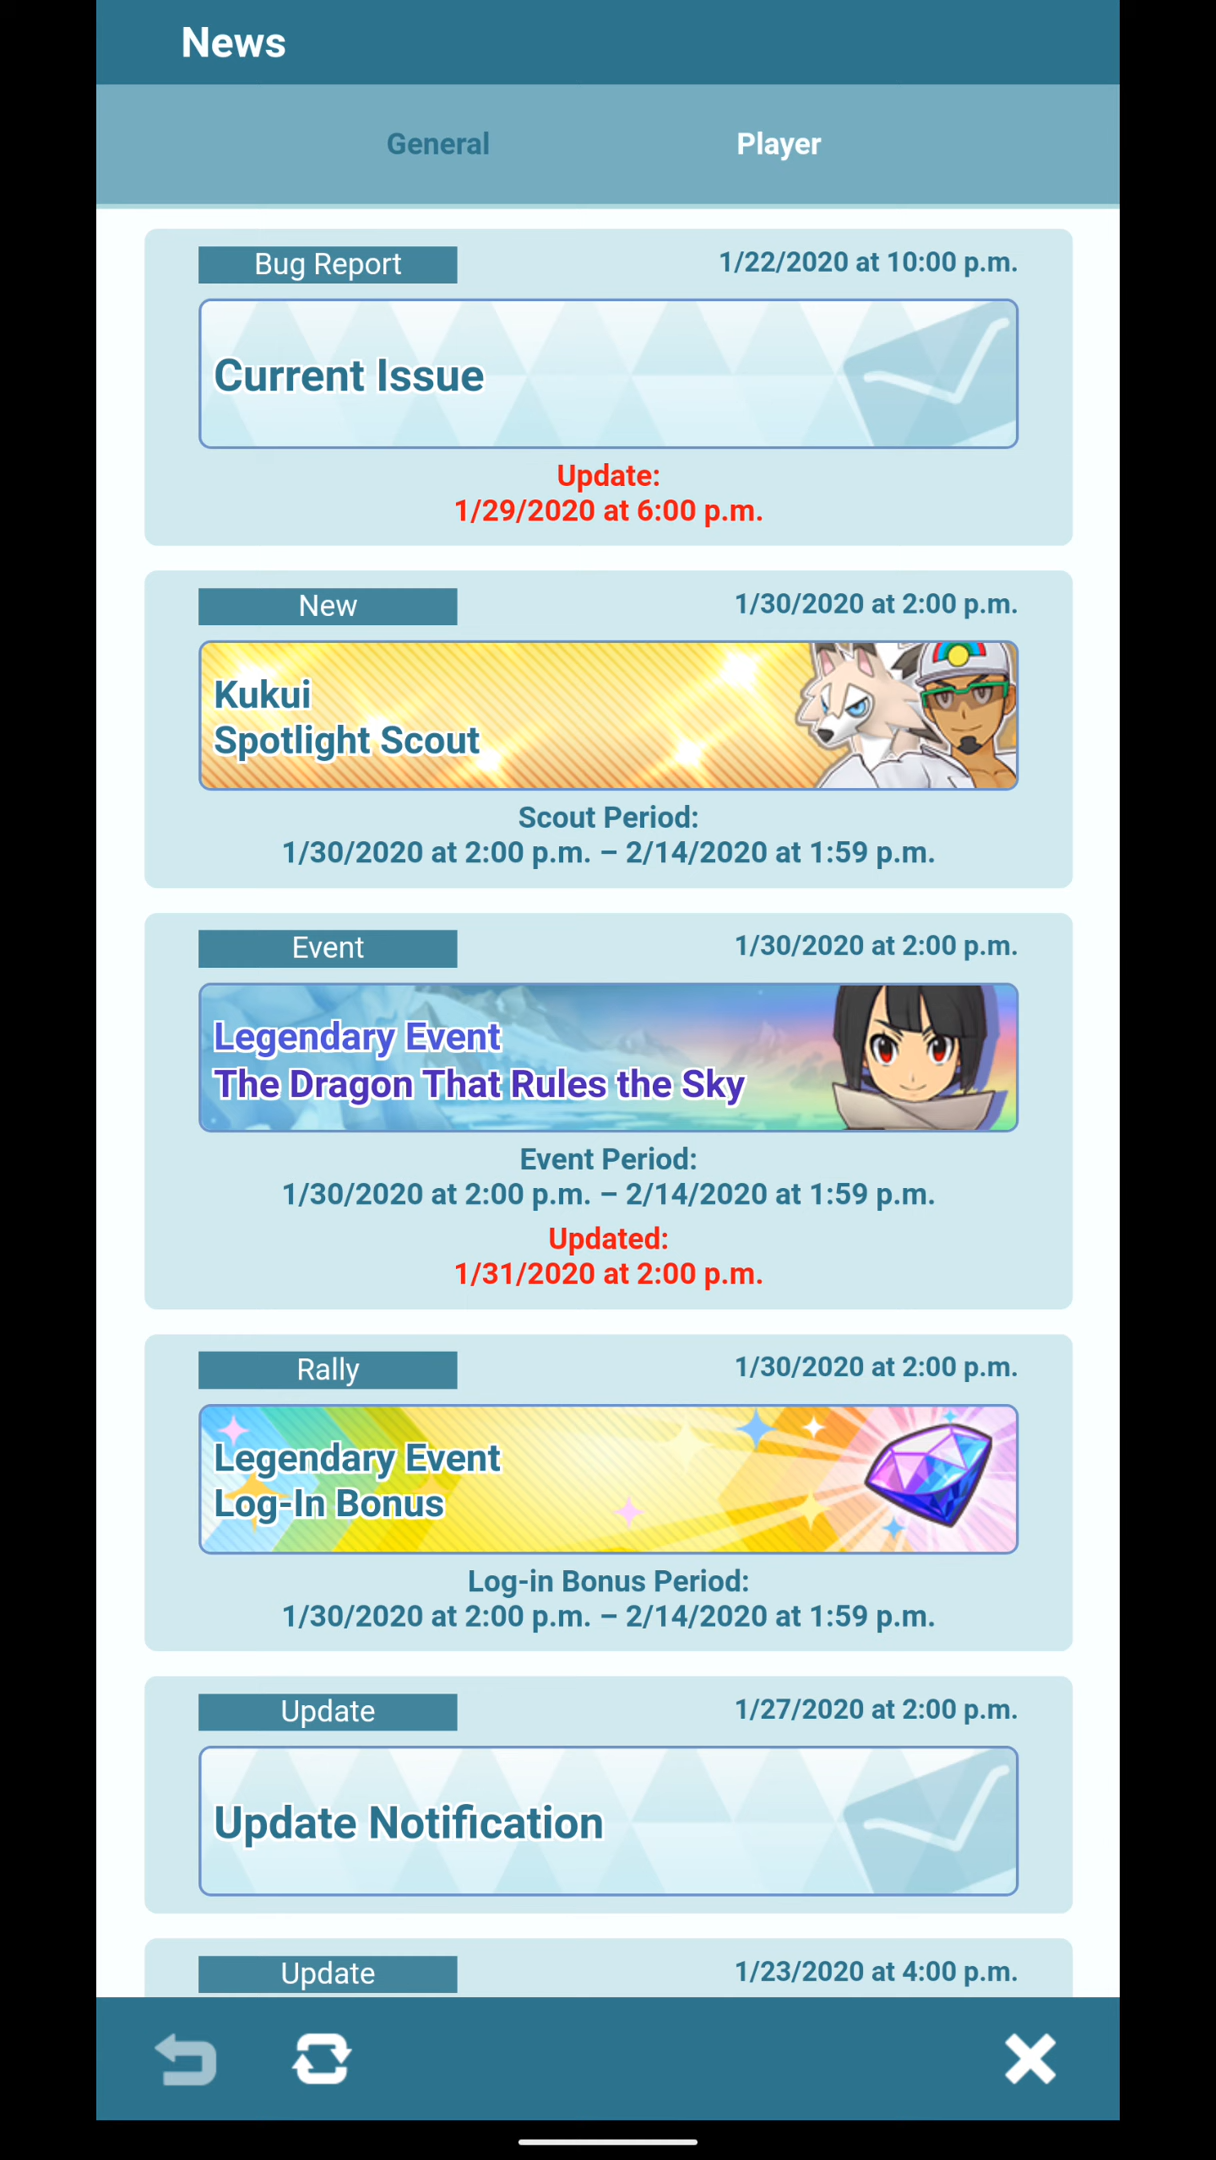 News
General
Player
Bug Report
1/22/2020 at 10:00 p.m.
Current Issue
Update:
1/29/2020 at 6:00 p.m.
New
1/30/2020 at 2:00 p.m.
Kukui
Spotlight Scout
Scout Period:
1/30/2020 at 2:00 p.m. – 2/14/2020 at 1:59 p.m.
Event
1/30/2020 at 2:00 p.m.
Legendary Event
The Dragon That Rules the Sky
Event Period:
1/30/2020 at 2:00 p.m. – 2/14/2020 at 1:59 p.m.
Updated:
1/31/2020 at 2:00 p.m.
Rally
1/30/2020 at 2:00 p.m.
Legendary Event
Log-In Bonus
Log-in Bonus Period:
1/30/2020 at 2:00 p.m. – 2/14/2020 at 1:59 p.m.
Update
1/27/2020 at 2:00 p.m.
Update Notification
Update
1/23/2020 at 4:00 p.m.